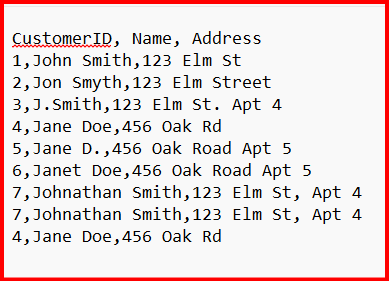 CustomerID, Name, Address
1,John Smith,123 Elm St
2,Jon Smyth,123 Elm Street
3,J.Smith,123 Elm St. Apt 4
4,Jane Doe,456 Oak Rd
5,Jane D.,456 Oak Road Apt 5
6,Janet Doe,456 Oak Road Apt 5
7,Johnathan Smith,123 Elm St, Apt 4
7,Johnathan Smith,123 Elm St, Apt 4
4,Jane Doe,456 Oak Rd